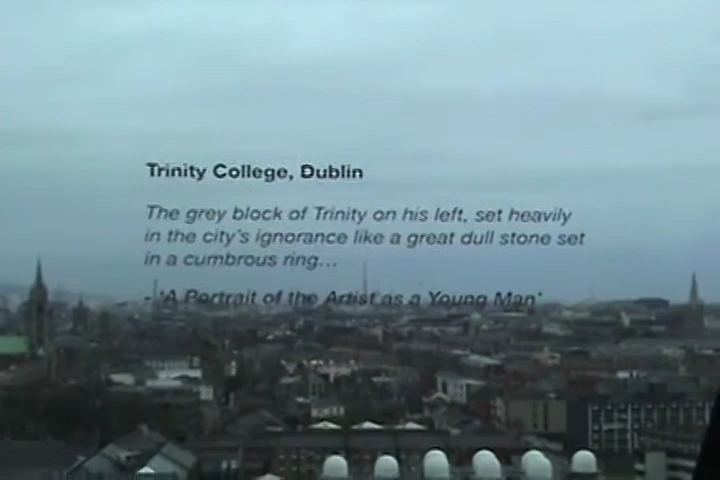 Trinity College, Dublin
The grey block of Trinity on his left, set heavily
in the city's ignorance like a great dull stone set
in a cumbrous ring...
- 'A Portrait of the Artist as a Young Man'